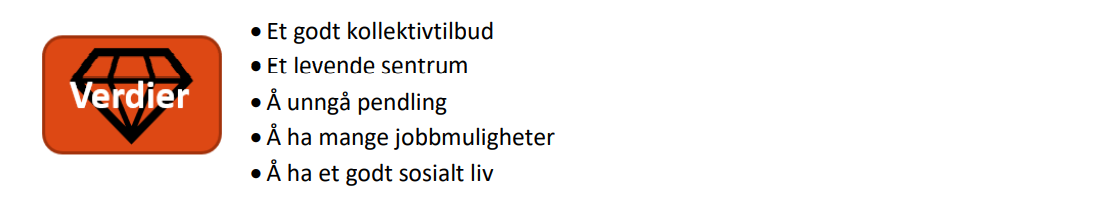 Verdier
• Et godt kollektivtilbud
• Et levende sentrum
• Å unngå pendling
• Å ha mange jobbmuligheter
• Å ha et godt sosialt liv